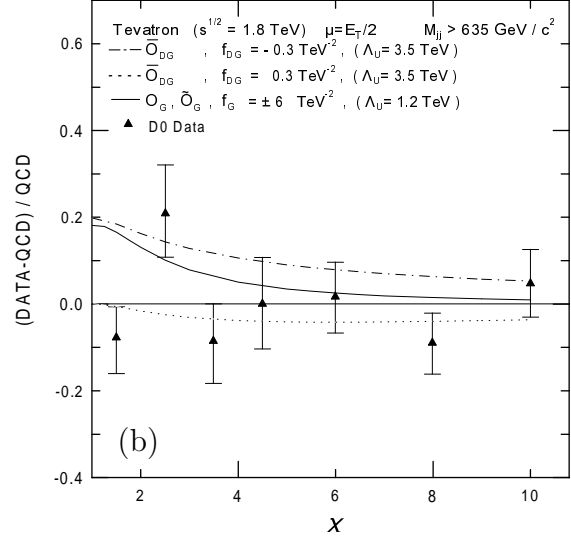 Tevatron (s^1/2 = 1.8 TeV) μ=E_T/2 M_jj > 635 GeV / c^2
Ō_DG , f_DG = - 0.3 TeV^-2 , ( Λ_U= 3.5 TeV )
Ō_DG , f_DG = 0.3 TeV^-2 , ( Λ_U= 3.5 TeV )
O_G , Õ_G , f_G = ± 6 TeV^-2 , ( Λ_U= 1.2 TeV )
D0 Data
(DATA-QCD) / QCD
0.6
0.4
0.2
0.0
-0.2
-0.4
(b)
2 4 6 8 10
χ